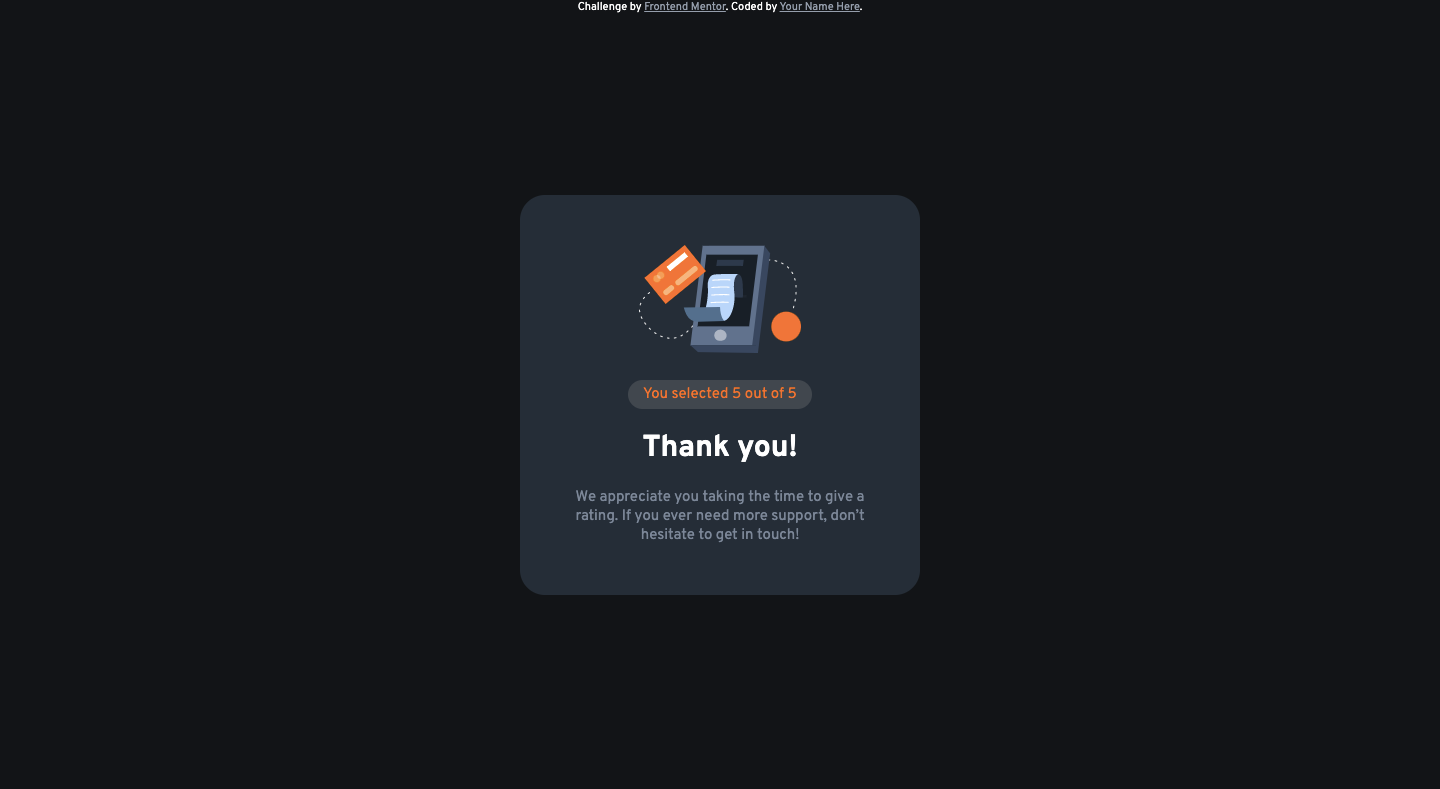 Challenge by Frontend Mentor. Coded by Your Name Here.
You selected 5 out of 5
Thank you!
We appreciate you taking the time to give a
rating. If you ever need more support, don’t
hesitate to get in touch!